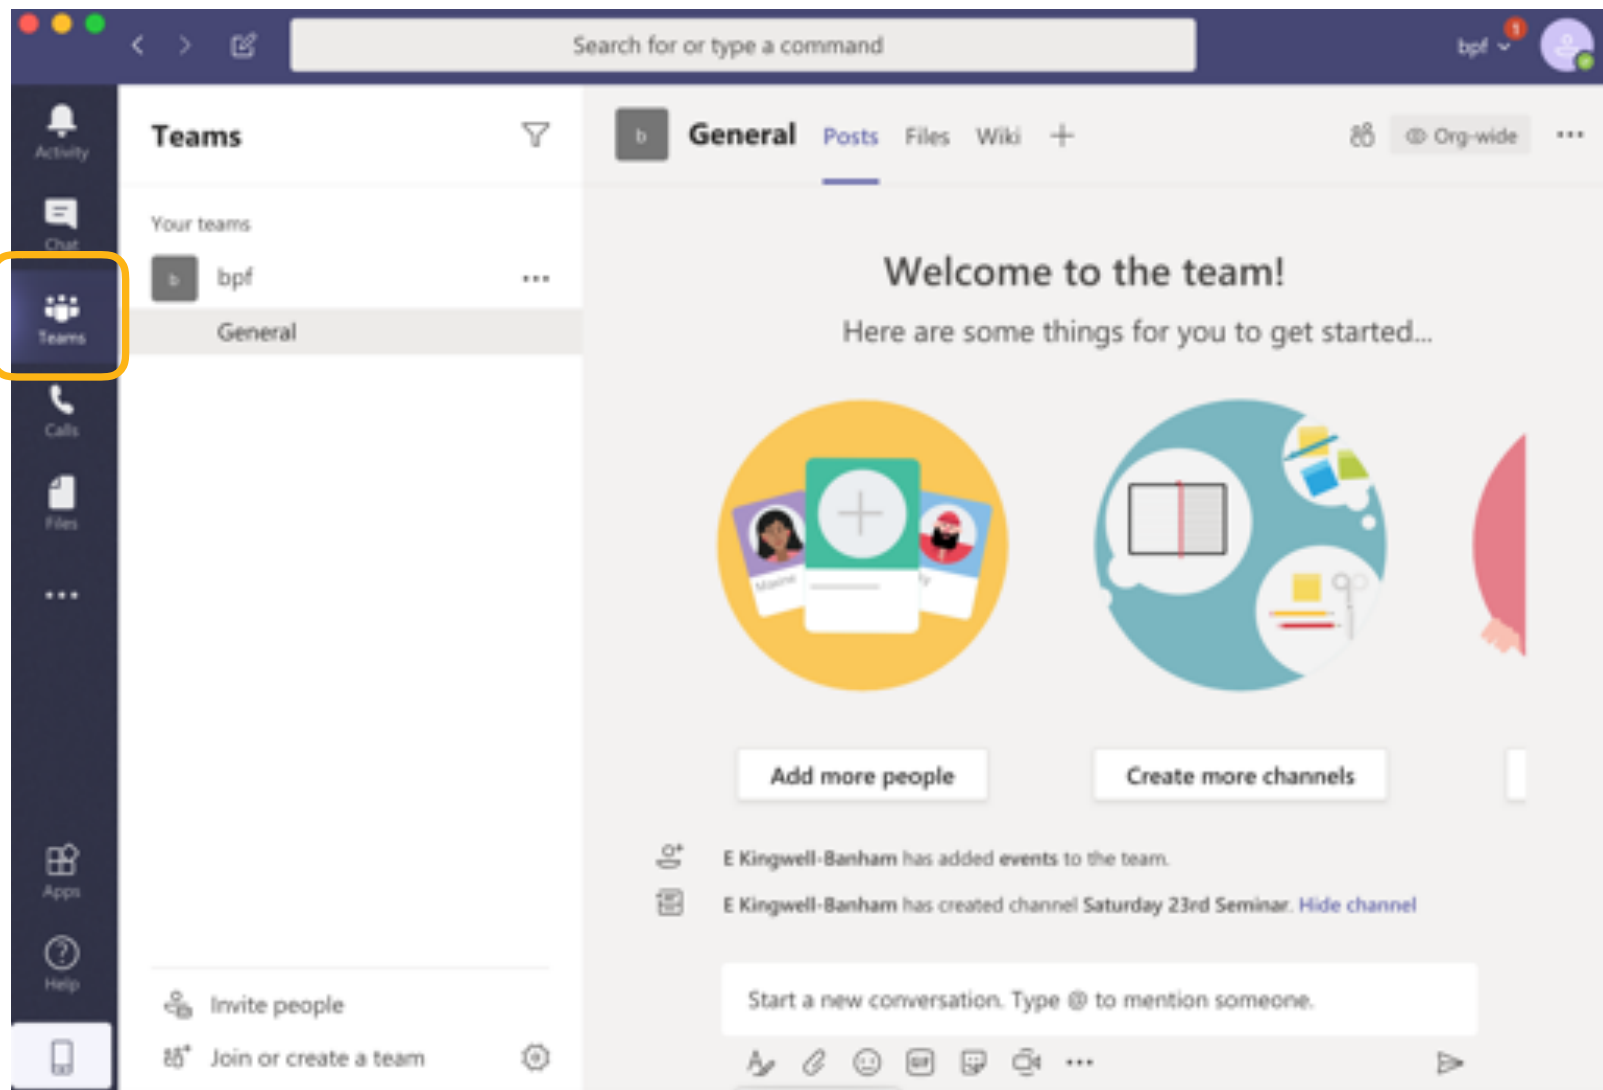 Search for or type a command
bpf
1
Activity
Chat
Teams
Calls
Files
Apps
Help
Teams
Your teams
b bpf
General
Invite people
Join or create a team
b General Posts Files Wiki
Org-wide
Welcome to the team!
Here are some things for you to get started...
Maxine
Add more people
Create more channels
E Kingwell-Banham has added events to the team.
E Kingwell-Banham has created channel Saturday 23rd Seminar. Hide channel
Start a new conversation. Type @ to mention someone.
GIF